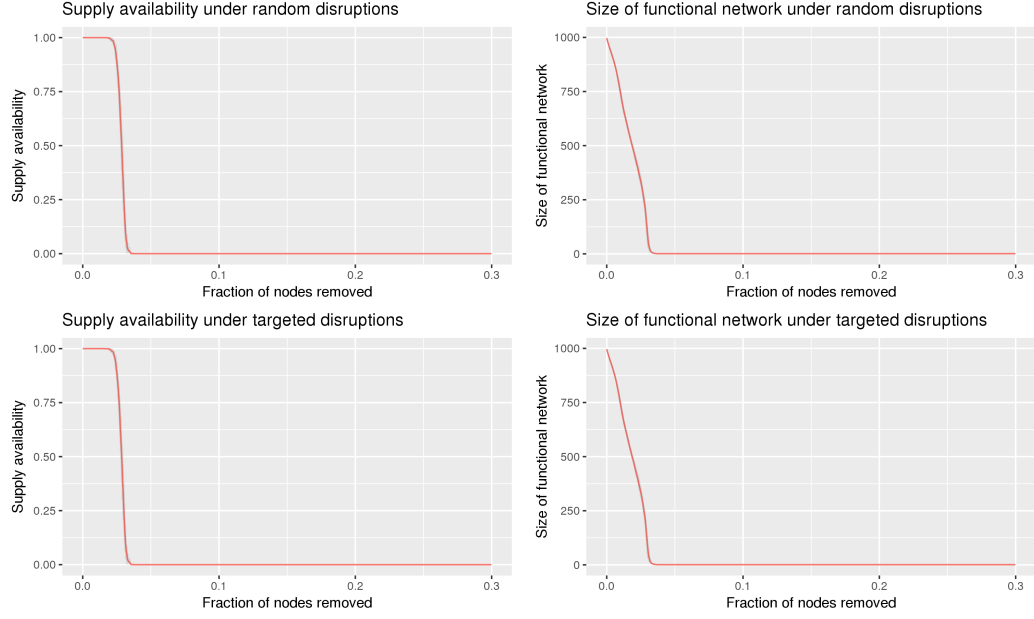 Supply availability under random disruptions
Supply availability
1.00
0.75
0.50
0.25
0.00
0.0 0.1 0.2 0.3
Fraction of nodes removed
Size of functional network under random disruptions
Size of functional network
1000
750
500
250
0
0.0 0.1 0.2 0.3
Fraction of nodes removed
Supply availability under targeted disruptions
Supply availability
1.00
0.75
0.50
0.25
0.00
0.0 0.1 0.2 0.3
Fraction of nodes removed
Size of functional network under targeted disruptions
Size of functional network
1000
750
500
250
0
0.0 0.1 0.2 0.3
Fraction of nodes removed